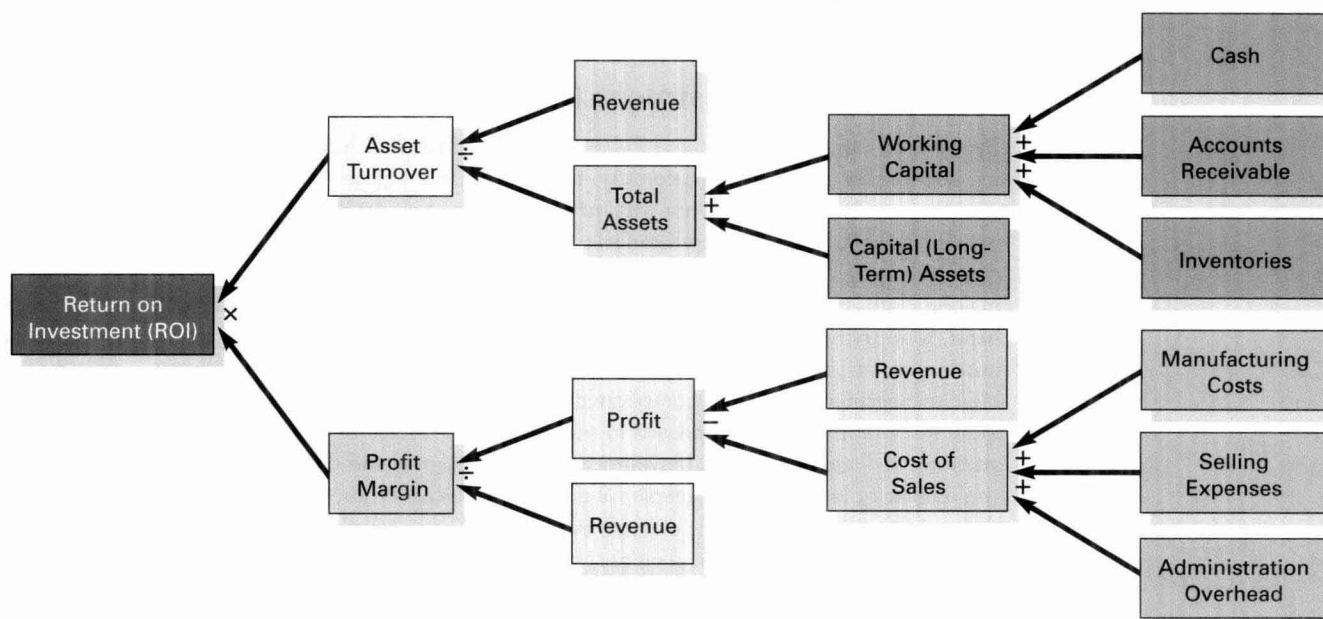 Return on
Investment (ROI)
×
Asset
Turnover
÷
Profit
Margin
÷
Revenue
Total
Assets
+
Profit
−
Revenue
Working
Capital
+
+
Capital (Long-
Term) Assets
Revenue
Cost of
Sales
+
+
Cash
Accounts
Receivable
Inventories
Manufacturing
Costs
Selling
Expenses
Administration
Overhead